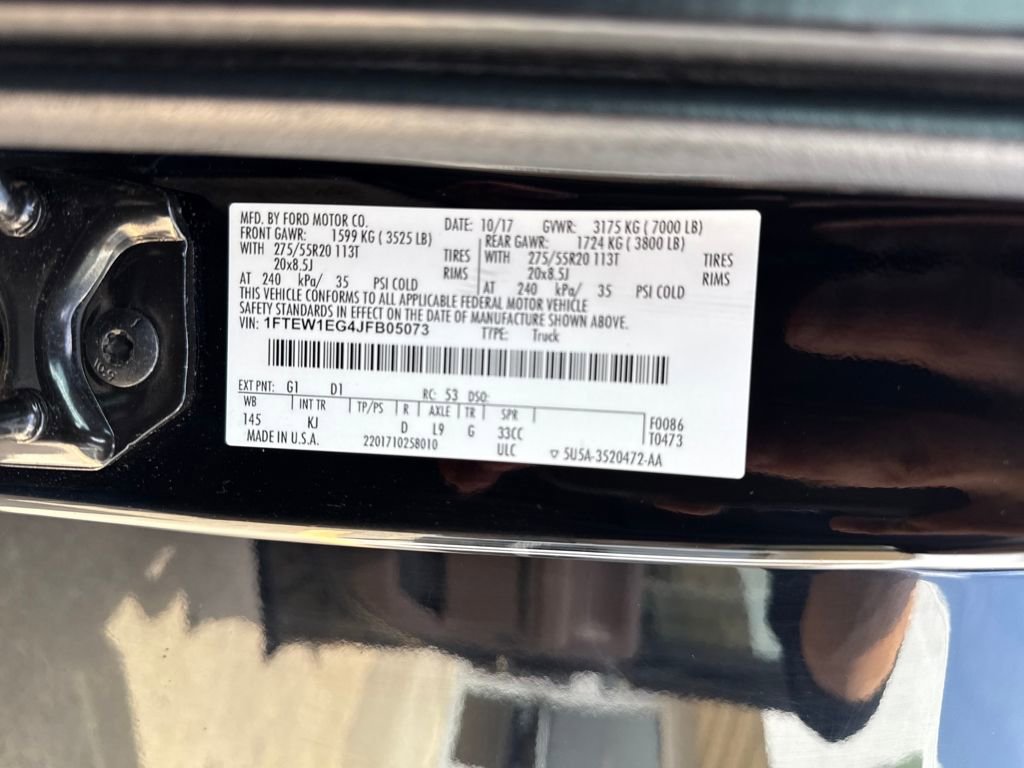 MFD. BY FORD MOTOR CO. DATE: 10/17 GVWR: 3175 KG ( 7000 LB)
FRONT GAWR: 1599 KG ( 3525 LB) REAR GAWR: 1724 KG ( 3800 LB)
WITH 275/55R20 113T TIRES WITH 275/55R20 113T TIRES
20x8.5J RIMS 20x8.5J RIMS
AT 240 kPa/ 35 PSI COLD AT 240 kPa/ 35 PSI COLD
THIS VEHICLE CONFORMS TO ALL APPLICABLE FEDERAL MOTOR VEHICLE
SAFETY STANDARDS IN EFFECT ON THE DATE OF MANUFACTURE SHOWN ABOVE.
VIN: 1FTEW1EG4JFB05073 TYPE: Truck
EXT PNT: G1 D1 RC: 53 DSO:
WB INT TR TP/PS R AXLE TR SPR F0086
145 KJ D L9 G 33CC T0473
MADE IN U.S.A. 2201710258010 ULC ▽ 5U5A-3520472-AA